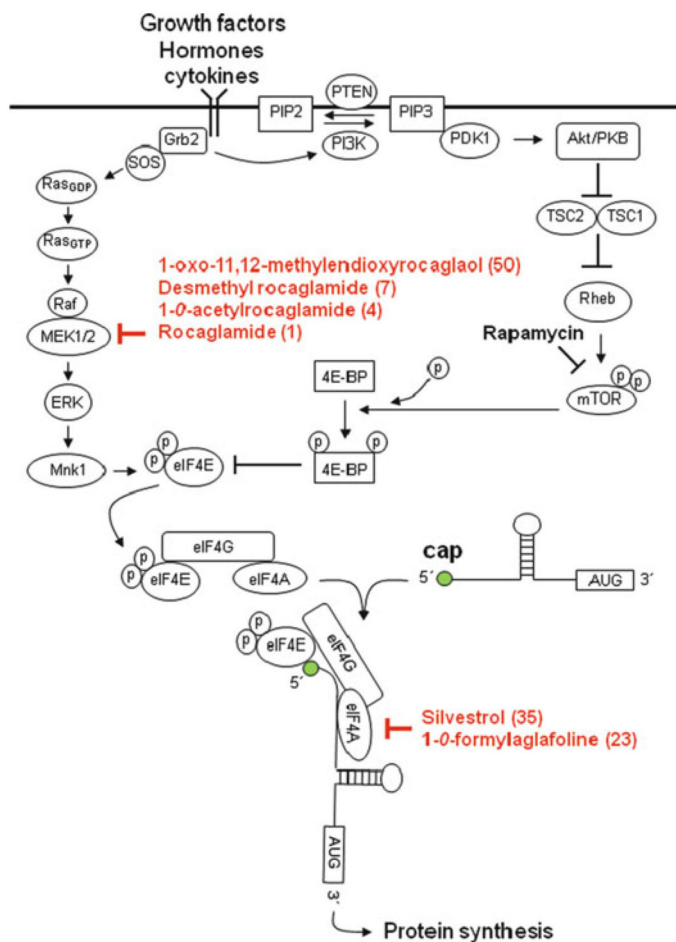 Growth factors
Hormones
cytokines
PTEN
PIP2
PIP3
Grb2
PI3K
PDK1
Akt/PKB
SOS
RasGDP
TSC2
TSC1
RasGTP
1-oxo-11,12-methylendioxyrocaglaol (50)
Desmethyl rocaglamide (7)
1-O-acetylrocaglamide (4)
Rocaglamide (1)
Raf
MEK1/2
Rheb
Rapamycin
4E-BP
p
p
p
mTOR
ERK
p
p
4E-BP
Mnk1
p
p
eIF4E
eIF4G
p
p
eIF4E
eIF4A
cap
5´
AUG
3´
p
p
eIF4E
eIF4G
5´
eIF4A
Silvestrol (35)
1-O-formylaglafoline (23)
AUG
3´
Protein synthesis